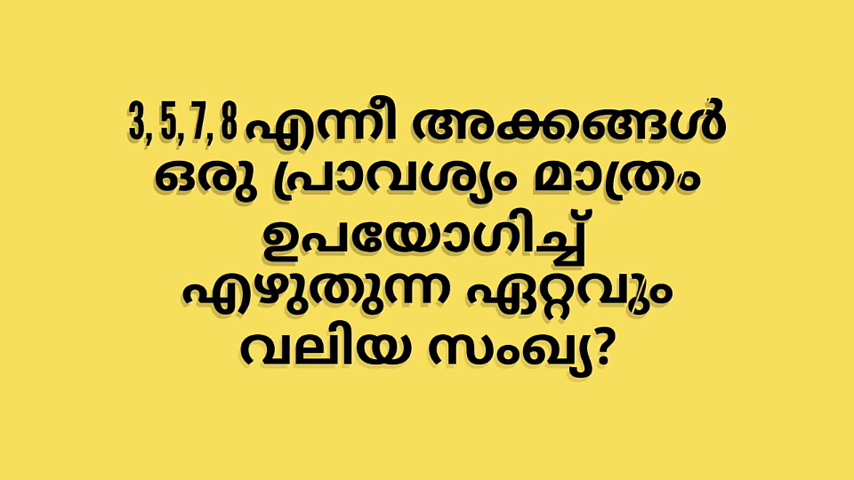 3, 5, 7, 8 എന്നീ അക്കങ്ങൾ
ഒരു പ്രാവശ്യം മാത്രം
ഉപയോഗിച്ച്
എഴുതുന്ന ഏറ്റവും
വലിയ സംഖ്യ?